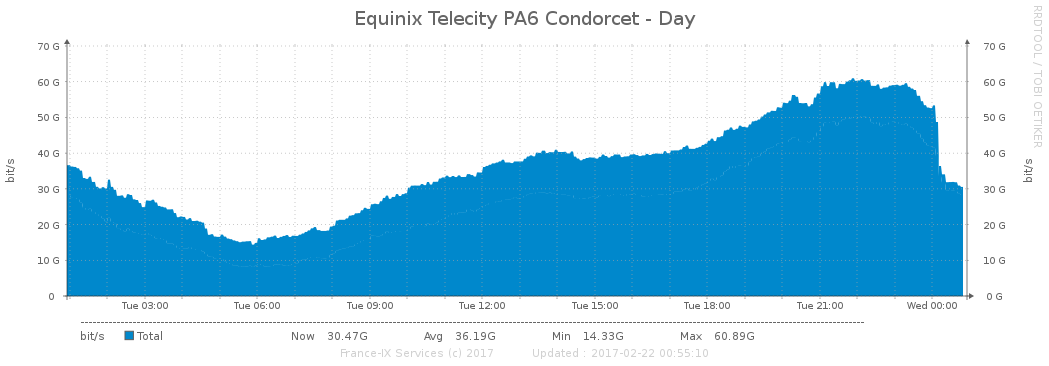 Equinix Telecity PA6 Condorcet - Day
RRDTOOL / TOBI OETIKER
bit/s
70 G
60 G
50 G
40 G
30 G
20 G
10 G
0
70 G
60 G
50 G
40 G
30 G
20 G
10 G
0 G
bit/s
Tue 03:00 Tue 06:00 Tue 09:00 Tue 12:00 Tue 15:00 Tue 18:00 Tue 21:00 Wed 00:00
bit/s Total Now 30.47G Avg 36.19G Min 14.33G Max 60.89G
France-IX Services (c) 2017 Updated : 2017-02-22 00:55:10